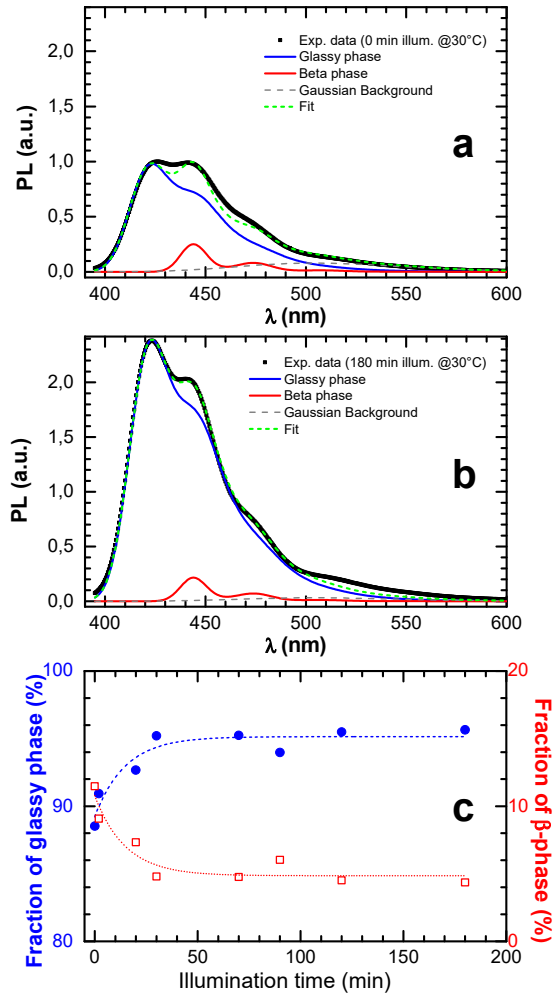 2,0
1,5
1,0
0,5
0,0
PL (a.u.)
Exp. data (0 min illum. @30°C)
Glassy phase
Beta phase
Gaussian Background
Fit
a
400 450 500 550 600
λ (nm)
2,0
1,5
1,0
0,5
0,0
PL (a.u.)
Exp. data (180 min illum. @30°C)
Glassy phase
Beta phase
Gaussian Background
Fit
b
400 450 500 550 600
λ (nm)
100
90
80
Fraction of glassy phase (%)
c
20
10
0
Fraction of β-phase (%)
0 50 100 150 200
Illumination time (min)